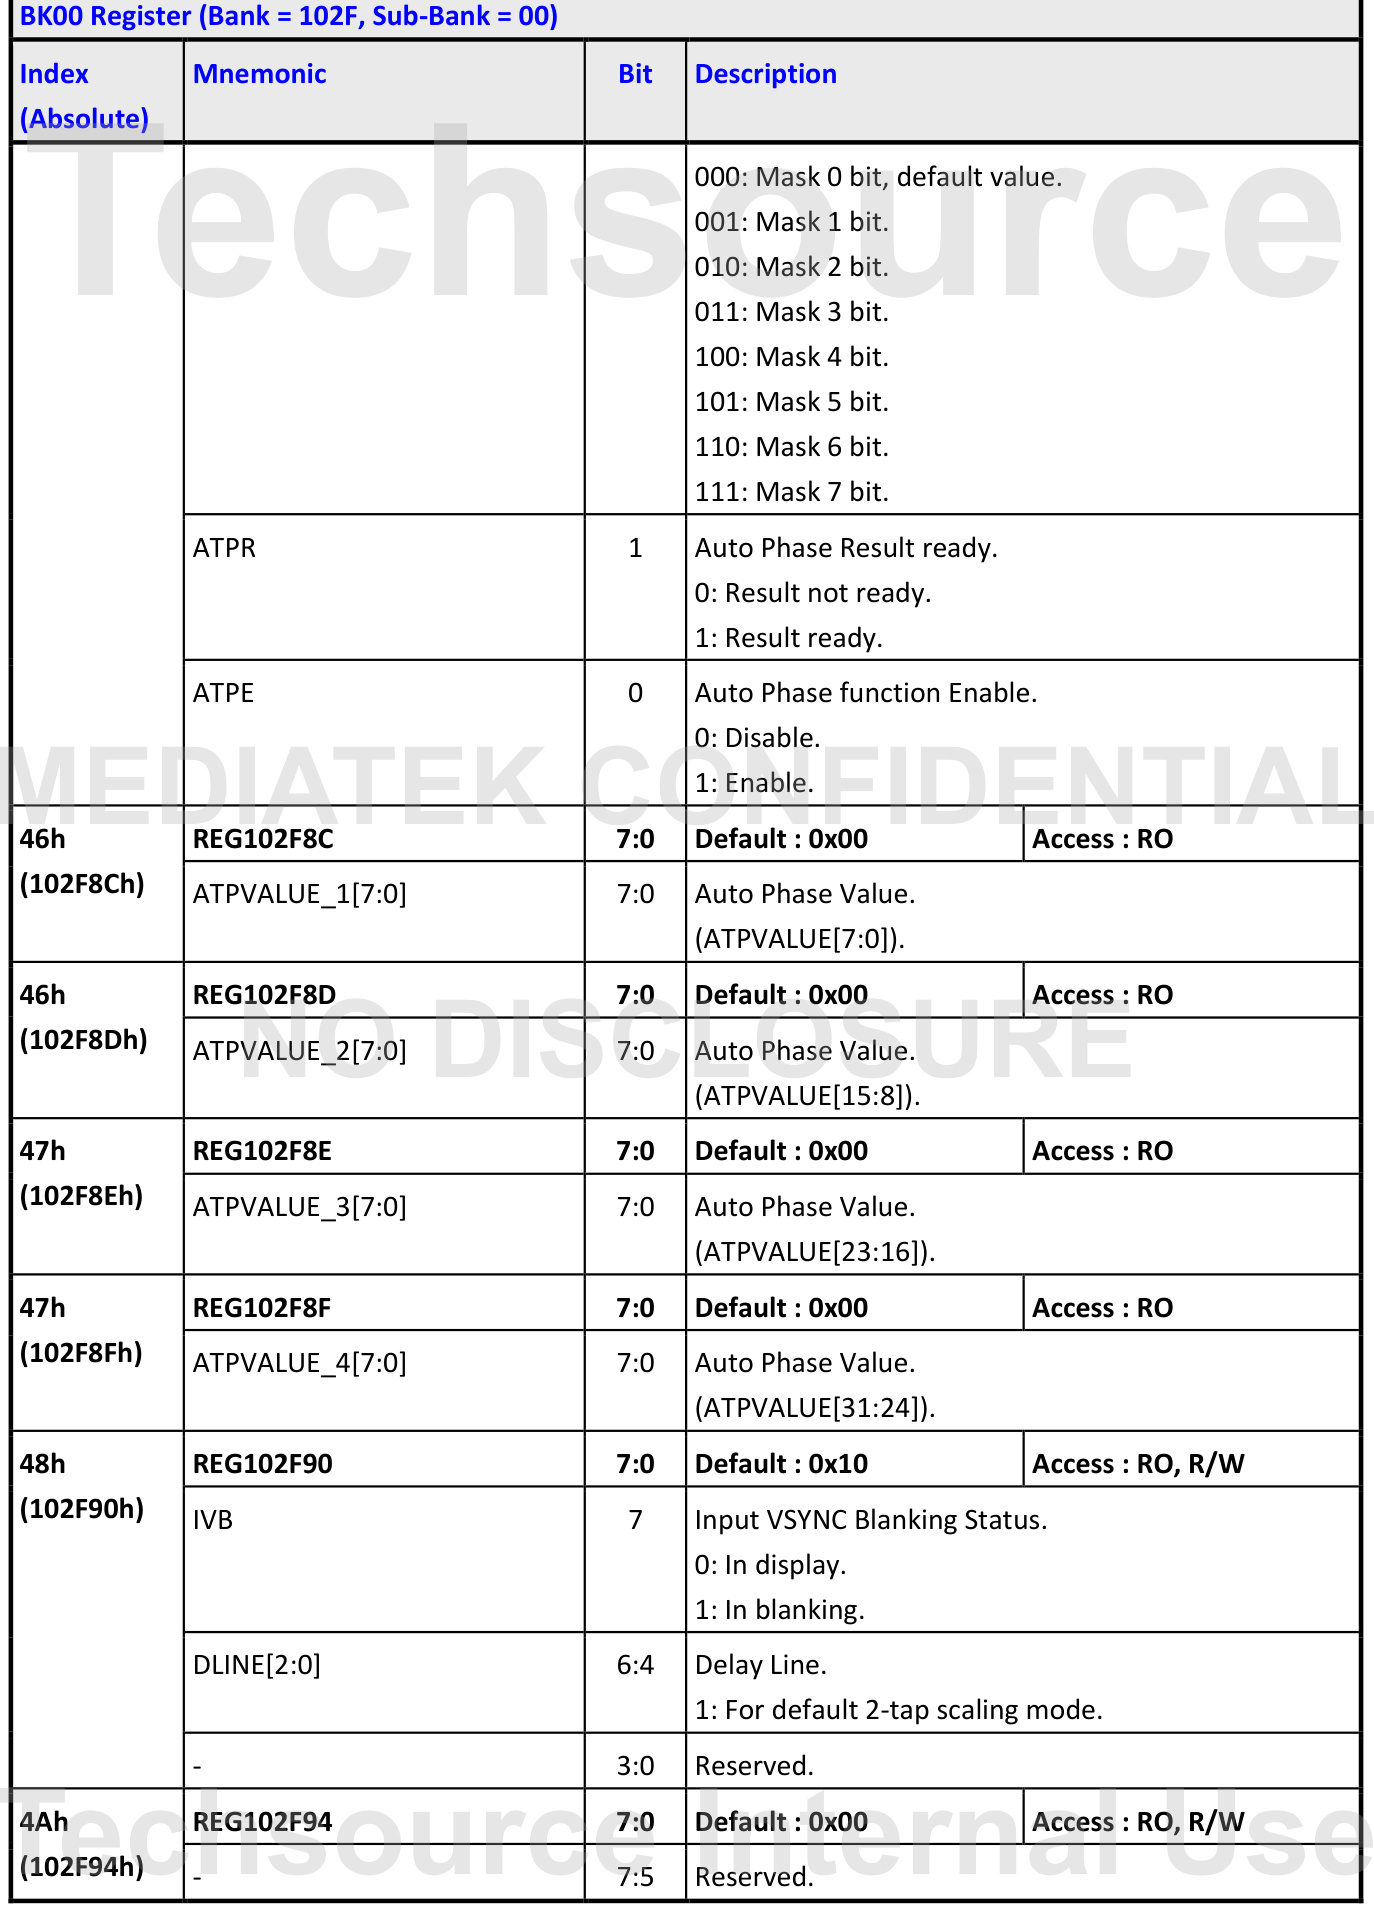 BK00 Register (Bank = 102F, Sub-Bank = 00)
Index (Absolute) Mnemonic Bit Description
000: Mask 0 bit, default value.
001: Mask 1 bit.
010: Mask 2 bit.
011: Mask 3 bit.
100: Mask 4 bit.
101: Mask 5 bit.
110: Mask 6 bit.
111: Mask 7 bit.
ATPR 1 Auto Phase Result ready.
0: Result not ready.
1: Result ready.
ATPE 0 Auto Phase function Enable.
0: Disable.
1: Enable.
46h REG102F8C 7:0 Default : 0x00 Access : RO
(102F8Ch) ATPVALUE_1[7:0] 7:0 Auto Phase Value.
(ATPVALUE[7:0]).
46h REG102F8D 7:0 Default : 0x00 Access : RO
(102F8Dh) ATPVALUE_2[7:0] 7:0 Auto Phase Value.
(ATPVALUE[15:8]).
47h REG102F8E 7:0 Default : 0x00 Access : RO
(102F8Eh) ATPVALUE_3[7:0] 7:0 Auto Phase Value.
(ATPVALUE[23:16]).
47h REG102F8F 7:0 Default : 0x00 Access : RO
(102F8Fh) ATPVALUE_4[7:0] 7:0 Auto Phase Value.
(ATPVALUE[31:24]).
48h REG102F90 7:0 Default : 0x10 Access : RO, R/W
(102F90h) IVB 7 Input VSYNC Blanking Status.
0: In display.
1: In blanking.
DLINE[2:0] 6:4 Delay Line.
1: For default 2-tap scaling mode.
- 3:0 Reserved.
4Ah REG102F94 7:0 Default : 0x00 Access : RO, R/W
(102F94h) - 7:5 Reserved.
Techsource
MEDIATEK CONFIDENTIAL
NO DISCLOSURE
Techsource Internal Use